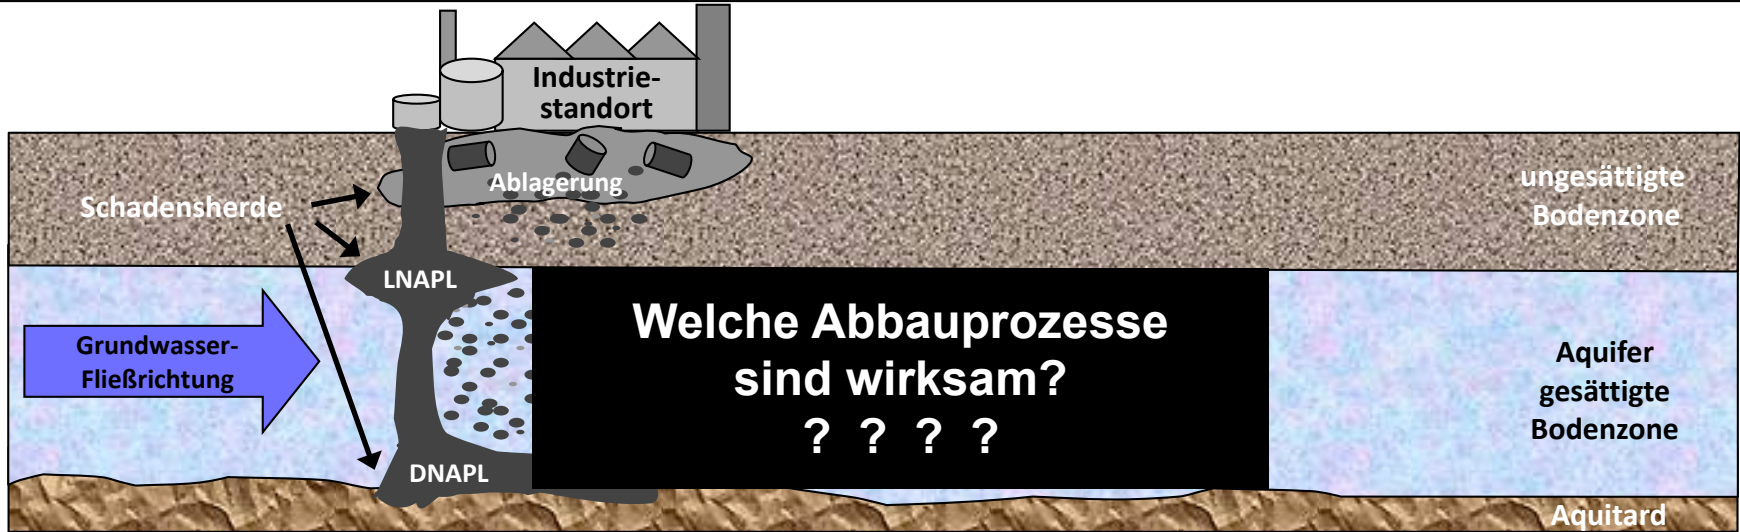 Industrie-
standort
Ablagerung
Schadensherde
ungesättigte
Bodenzone
LNAPL
Grundwasser-
Fließrichtung
Welche Abbauprozesse
sind wirksam?
? ? ? ?
Aquifer
gesättigte
Bodenzone
DNAPL
Aquitard